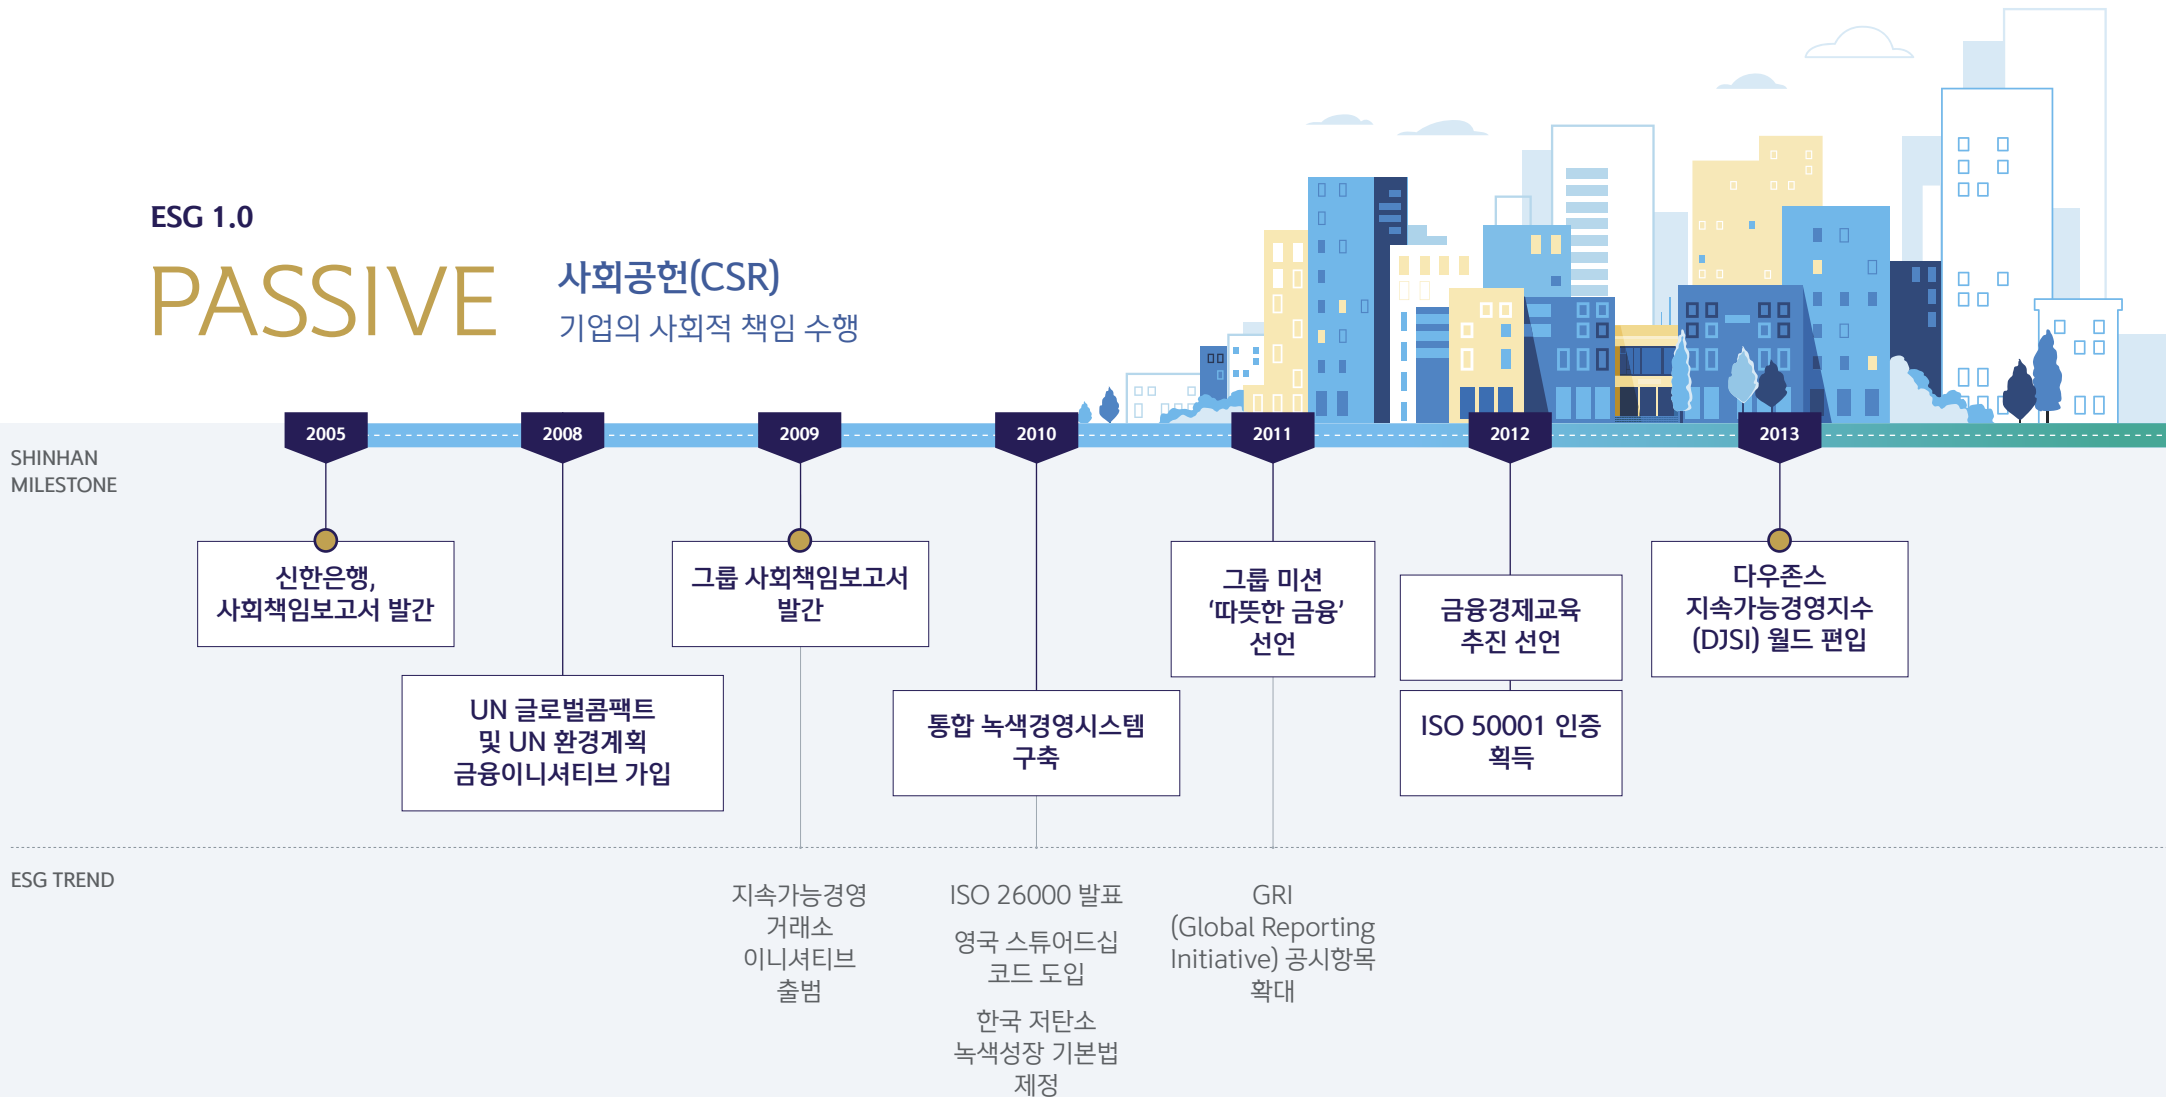 ESG 1.0
PASSIVE
사회공헌(CSR)
기업의 사회적 책임 수행
SHINHAN
MILESTONE
2005
2008
2009
2010
2011
2012
2013
신한은행,
사회책임보고서 발간
UN 글로벌콤팩트
및 UN 환경계획
금융이니셔티브 가입
그룹 사회책임보고서
발간
통합 녹색경영시스템
구축
그룹 미션
‘따뜻한 금융’
선언
금융경제교육
추진 선언
ISO 50001 인증
획득
다우존스
지속가능경영지수
(DJSI) 월드 편입
ESG TREND
지속가능경영
거래소
이니셔티브
출범
ISO 26000 발표
영국 스튜어드십
코드 도입
한국 저탄소
녹색성장 기본법
제정
GRI
(Global Reporting
Initiative) 공시항목
확대